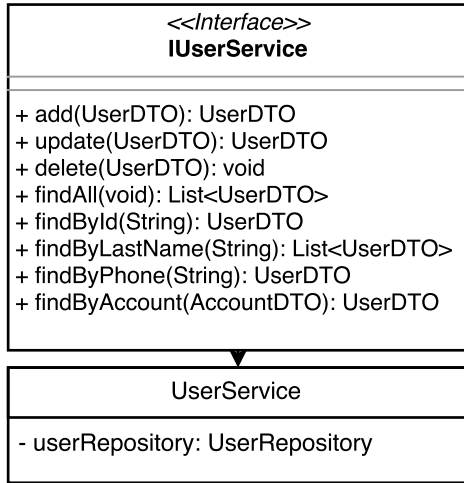 <<Interface>>
IUserService
+ add(UserDTO): UserDTO
+ update(UserDTO): UserDTO
+ delete(UserDTO): void
+ findAll(void): List<UserDTO>
+ findById(String): UserDTO
+ findByLastName(String): List<UserDTO>
+ findByPhone(String): UserDTO
+ findByAccount(AccountDTO): UserDTO
UserService
- userRepository: UserRepository